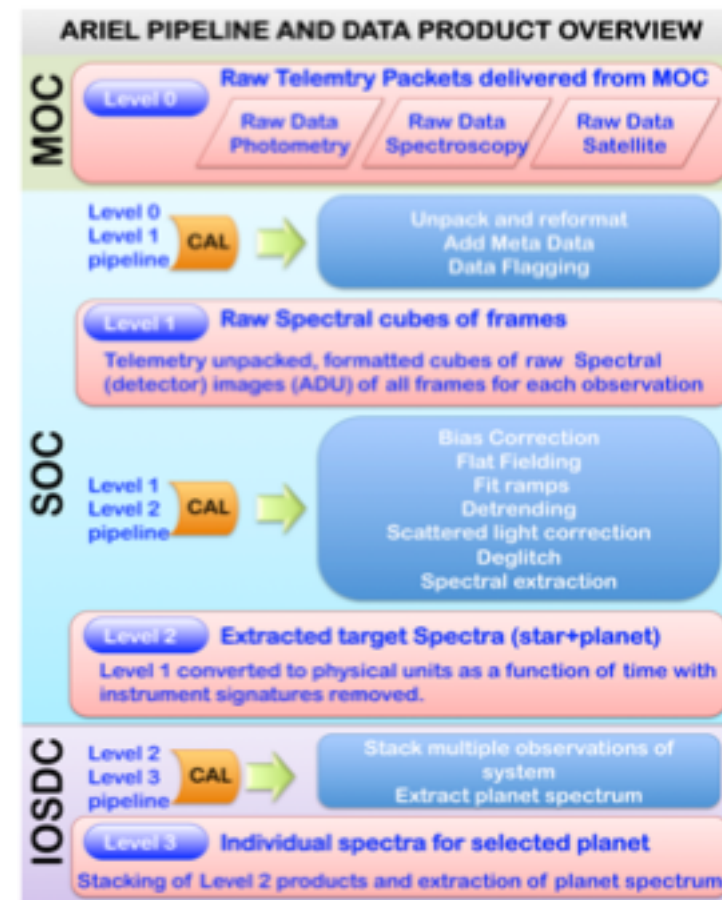 ARIEL PIPELINE AND DATA PRODUCT OVERVIEW
MOC
Level 0
Raw Telemtry Packets delivered from MOC
Raw Data
Photometry
Raw Data
Spectroscopy
Raw Data
Satellite
SOC
Level 0
Level 1
pipeline
CAL
Unpack and reformat
Add Meta Data
Data Flagging
Level 1
Raw Spectral cubes of frames
Telemetry unpacked, formatted cubes of raw Spectral
(detector) images (ADU) of all frames for each observation
Level 1
Level 2
pipeline
CAL
Bias Correction
Flat Fielding
Fit ramps
Detrending
Scattered light correction
Deglitch
Spectral extraction
Level 2
Extracted target Spectra (star+planet)
Level 1 converted to physical units as a function of time with
instrument signatures removed.
IOSDC
Level 2
Level 3
pipeline
CAL
Stack multiple observations of
system
Extract planet spectrum
Level 3
Individual spectra for selected planet
Stacking of Level 2 products and extraction of planet spectrum